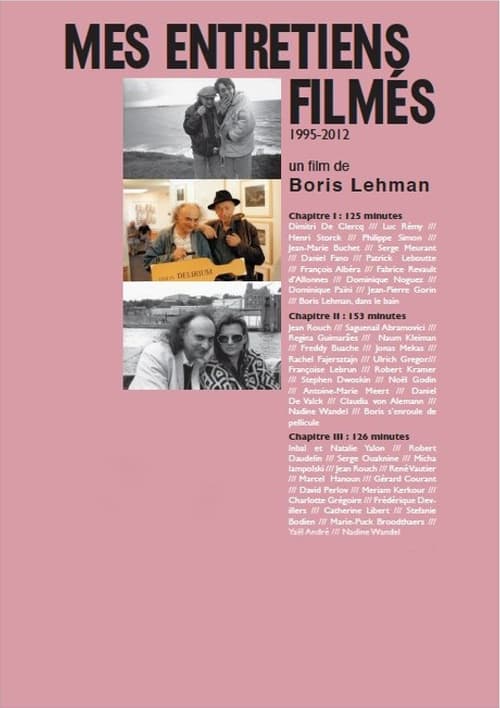 MES ENTRETIENS
FILMÉS
1995-2012
un film de
Boris Lehman
DELIRIUM
Chapitre I : 125 minutes
Dimitri De Clercq /// Luc Rémy ///
Henri Storck /// Philippe Simon ///
Jean-Marie Buchet /// Serge Meurant
/// Daniel Fano /// Patrick Leboutte
/// François Albéra /// Fabrice Revault
d'Allonnes /// Dominique Noguez ///
Dominique Païni /// Jean-Pierre Gorin
/// Boris Lehman, dans le bain
Chapitre II : 153 minutes
Jean Rouch /// Saguenail Abramovici ///
Regina Guimarães /// Naum Kleiman
/// Freddy Buache /// Jonas Mekas ///
Rachel Fajersztajn /// Ulrich Gregor///
Françoise Lebrun /// Robert Kramer
/// Stephen Dwoskin /// Noël Godin
/// Antoine-Marie Meert /// Daniel
De Valck /// Claudia von Alemann ///
Nadine Wandel /// Boris s'enroule de
pellicule
Chapitre III : 126 minutes
Inbal et Natalie Yalon /// Robert
Daudelin /// Serge Ouaknine /// Micha
Iampolski /// Jean Rouch /// René Vautier
/// Marcel Hanoun /// Gérard Courant
/// David Perlov /// Meriam Kerkour ///
Charlotte Grégoire /// Frédérique Dev-
illers /// Catherine Libert /// Stefanie
Bodien /// Marie-Puck Broodthaers ///
Yaël André /// Nadine Wandel